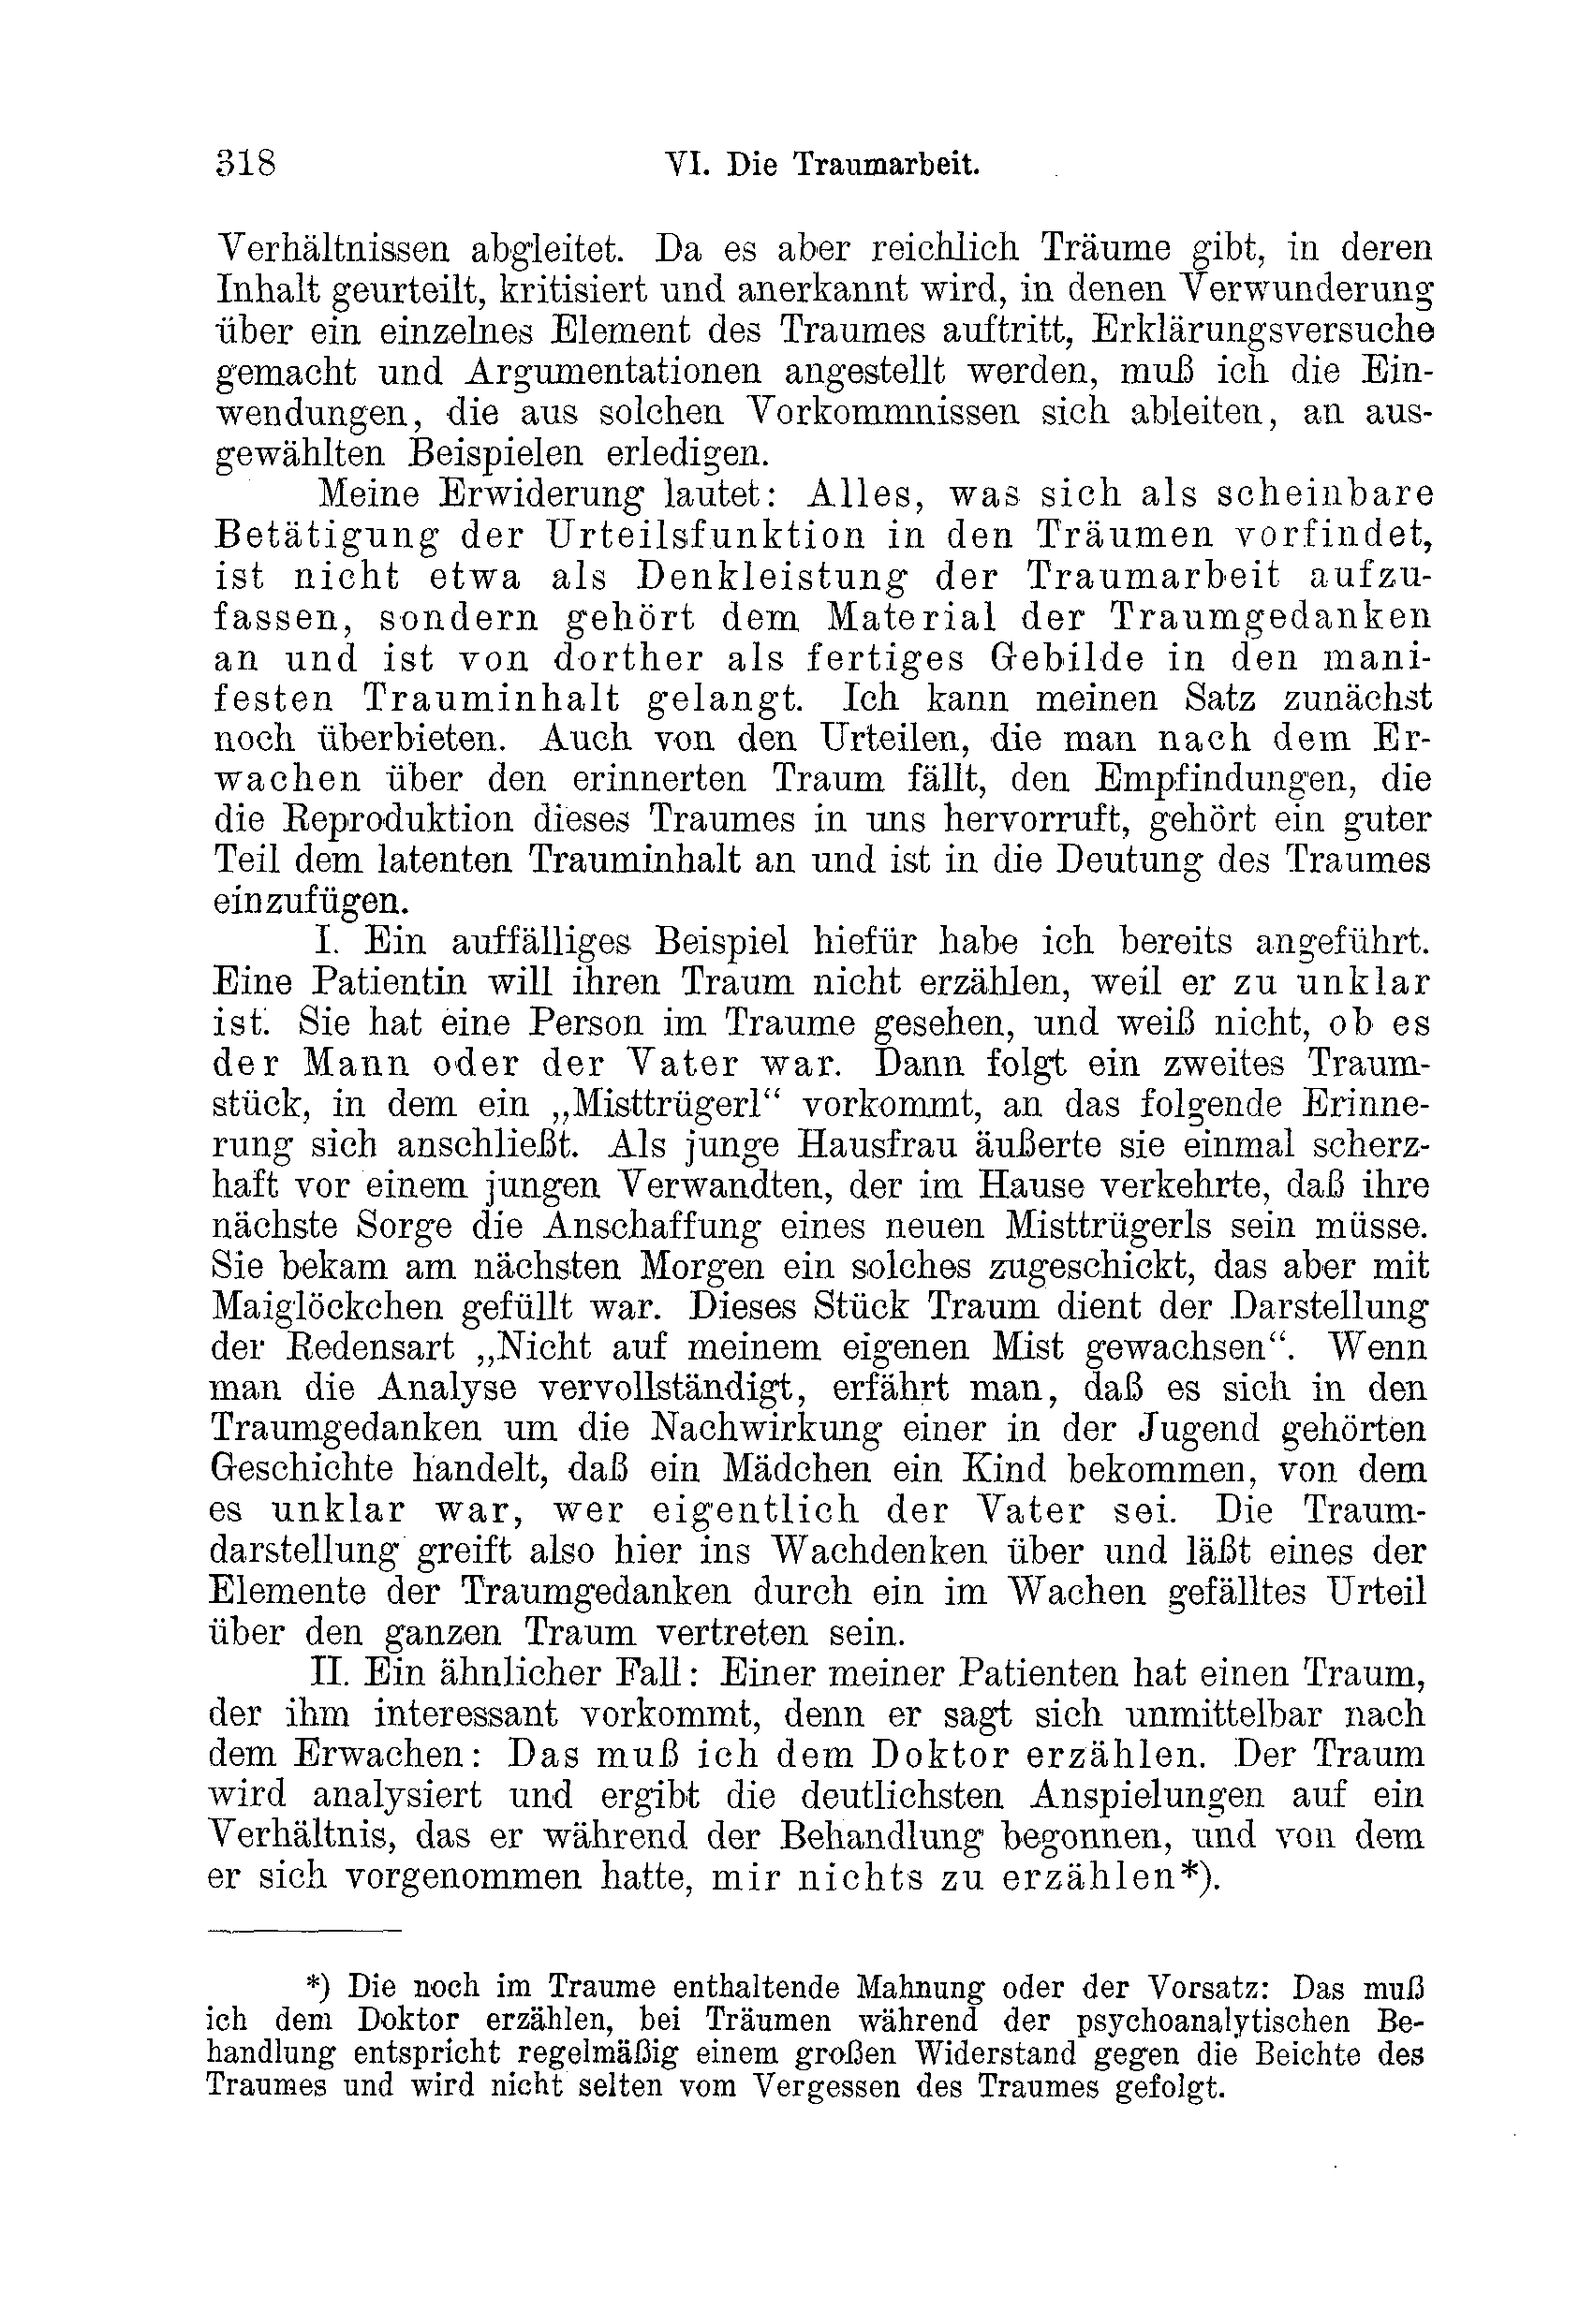 318 VI. Die Traumarbeit.
Verhältnissen abgleitet. Da es aber reichlich Träume gibt, in deren
Inhalt geurteilt, kritisiert und anerkannt wird, in denen Verwunderung
über ein einzelnes Element des Traumes auftritt, Erklärungsversuche
gemacht und Argumentationen angestellt werden, muß ich die Ein-
wendungen, die aus solchen Vorkommnissen sich ableiten, an aus-
gewählten Beispielen erledigen.
Meine Erwiderung lautet: Alles, was sich als scheinbare
Betätigung der Urteilsfunktion in den Träumen vorfindet,
ist nicht etwa als Denkleistung der Traumarbeit aufzu-
fassen, sondern gehört dem Material der Traumgedanken
an und ist von dorther als fertiges Gebilde in den mani-
festen Trauminhalt gelangt. Ich kann meinen Satz zunächst
noch überbieten. Auch von den Urteilen, die man nach dem Er-
wachen über den erinnerten Traum fällt, den Empfindungen, die
die Reproduktion dieses Traumes in uns hervorruft, gehört ein guter
Teil dem latenten Trauminhalt an und ist in die Deutung des Traumes
einzufügen.
I. Ein auffälliges Beispiel hiefür habe ich bereits angeführt.
Eine Patientin will ihren Traum nicht erzählen, weil er zu unklar
ist. Sie hat eine Person im Traume gesehen, und weiß nicht, ob es
der Mann oder der Vater war. Dann folgt ein zweites Traum-
stück, in dem ein „Misttrügerl“ vorkommt, an das folgende Erinne-
rung sich anschließt. Als junge Hausfrau äußerte sie einmal scherz-
haft vor einem jungen Verwandten, der im Hause verkehrte, daß ihre
nächste Sorge die Anschaffung eines neuen Misttrügerls sein müsse.
Sie bekam am nächsten Morgen ein solches zugeschickt, das aber mit
Maiglöckchen gefüllt war. Dieses Stück Traum dient der Darstellung
der Redensart „Nicht auf meinem eigenen Mist gewachsen“. Wenn
man die Analyse vervollständigt, erfährt man, daß es sich in den
Traumgedanken um die Nachwirkung einer in der Jugend gehörten
Geschichte handelt, daß ein Mädchen ein Kind bekommen, von dem
es unklar war, wer eigentlich der Vater sei. Die Traum-
darstellung greift also hier ins Wachdenken über und läßt eines der
Elemente der Traumgedanken durch ein im Wachen gefälltes Urteil
über den ganzen Traum vertreten sein.
II. Ein ähnlicher Fall: Einer meiner Patienten hat einen Traum,
der ihm interessant vorkommt, denn er sagt sich unmittelbar nach
dem Erwachen: Das muß ich dem Doktor erzählen. Der Traum
wird analysiert und ergibt die deutlichsten Anspielungen auf ein
Verhältnis, das er während der Behandlung begonnen, und von dem
er sich vorgenommen hatte, mir nichts zu erzählen*).
*) Die noch im Traume enthaltende Mahnung oder der Vorsatz: Das muß
ich dem Doktor erzählen, bei Träumen während der psychoanalytischen Be-
handlung entspricht regelmäßig einem großen Widerstand gegen die Beichte des
Traumes und wird nicht selten vom Vergessen des Traumes gefolgt.